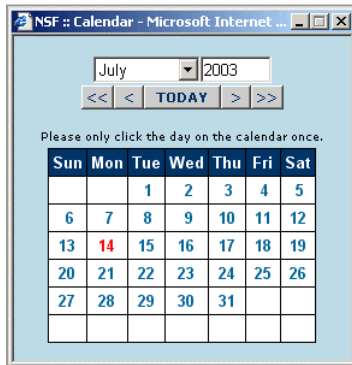 NSF :: Calendar - Microsoft Internet ...
July 2003
<< < TODAY > >>
Please only click the day on the calendar once.
Sun Mon Tue Wed Thu Fri Sat
1 2 3 4 5
6 7 8 9 10 11 12
13 14 15 16 17 18 19
20 21 22 23 24 25 26
27 28 29 30 31